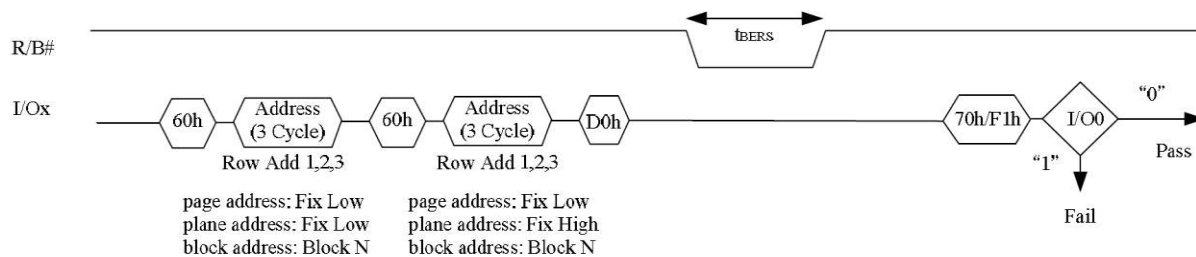 tBERS
R/B#
I/Ox
60h
Address
(3 Cycle)
60h
Address
(3 Cycle)
D0h
70h/F1h
I/O0
“0”
Pass
“1”
Fail
Row Add 1,2,3
Row Add 1,2,3
page address: Fix Low
plane address: Fix Low
block address: Block N
page address: Fix Low
plane address: Fix High
block address: Block N